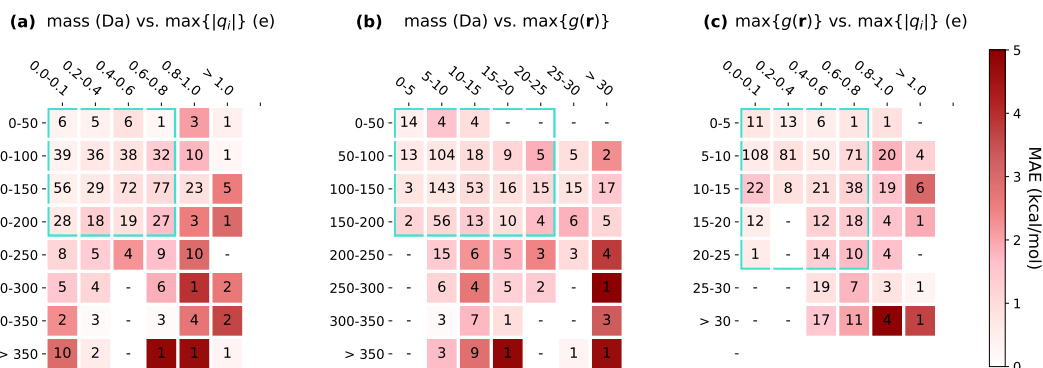 (a) mass (Da) vs. max{|qᵢ|} (e)
0.0-0.1 0.2-0.4 0.4-0.6 0.6-0.8 0.8-1.0 > 1.0
0-50 6 5 6 1 3 1
0-100 39 36 38 32 10 1
0-150 56 29 72 77 23 5
0-200 28 18 19 27 3 1
0-250 8 5 4 9 10 -
0-300 5 4 - 6 1 2
0-350 2 3 - 3 4 2
> 350 10 2 - 1 1 1
(b) mass (Da) vs. max{g(r)}
0-5 5-10 10-15 15-20 20-25 25-30 > 30
0-50 14 4 4 - - - -
50-100 13 104 18 9 5 5 2
100-150 3 143 53 16 15 15 17
150-200 2 56 13 10 4 6 5
200-250 - 15 6 5 3 3 4
250-300 - 6 4 5 2 - 1
300-350 - 3 7 1 - - 3
> 350 - 3 9 1 - 1 1
(c) max{g(r)} vs. max{|qᵢ|} (e)
0.0-0.1 0.2-0.4 0.4-0.6 0.6-0.8 0.8-1.0 > 1.0
0-5 11 13 6 1 1 -
5-10 108 81 50 71 20 4
10-15 22 8 21 38 19 6
15-20 12 - 12 18 4 1
20-25 1 - 14 10 4 -
25-30 - - 19 7 3 1
> 30 - - 17 11 4 1
5
4
3
2
1
0
MAE (kcal/mol)